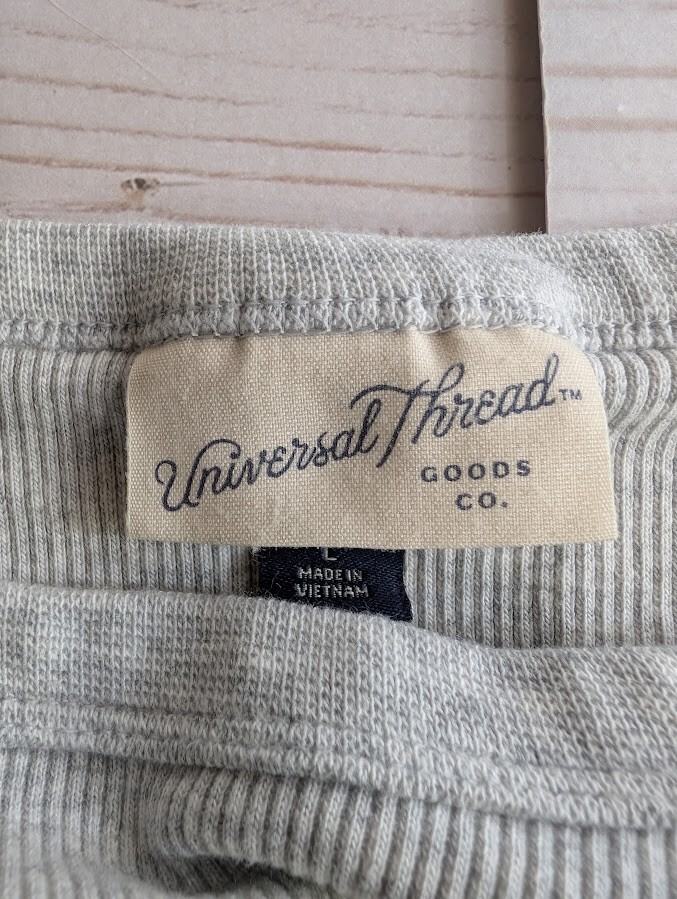 Universal Thread™
GOODS
CO.
L
MADE IN
VIETNAM